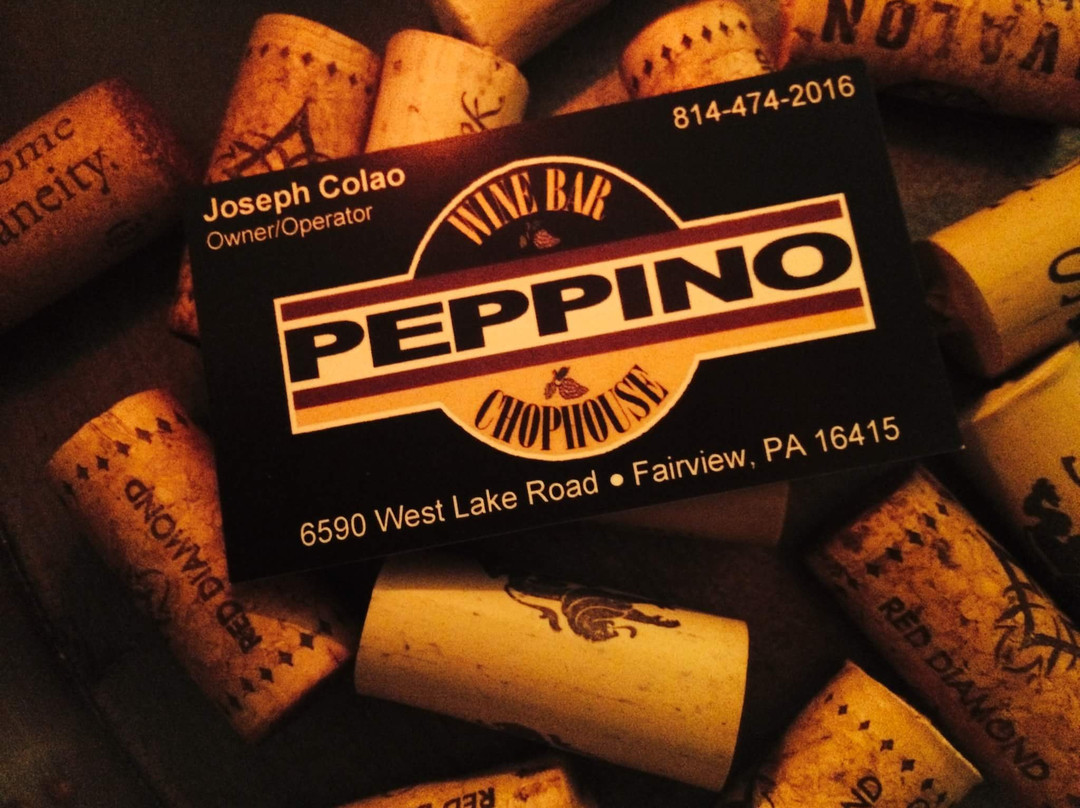 814-474-2016
Joseph Colao
Owner/Operator
WINE BAR
PEPPINO
CHOPHOUSE
6590 West Lake Road • Fairview, PA 16415
RED DIAMOND
RED DIAMOND